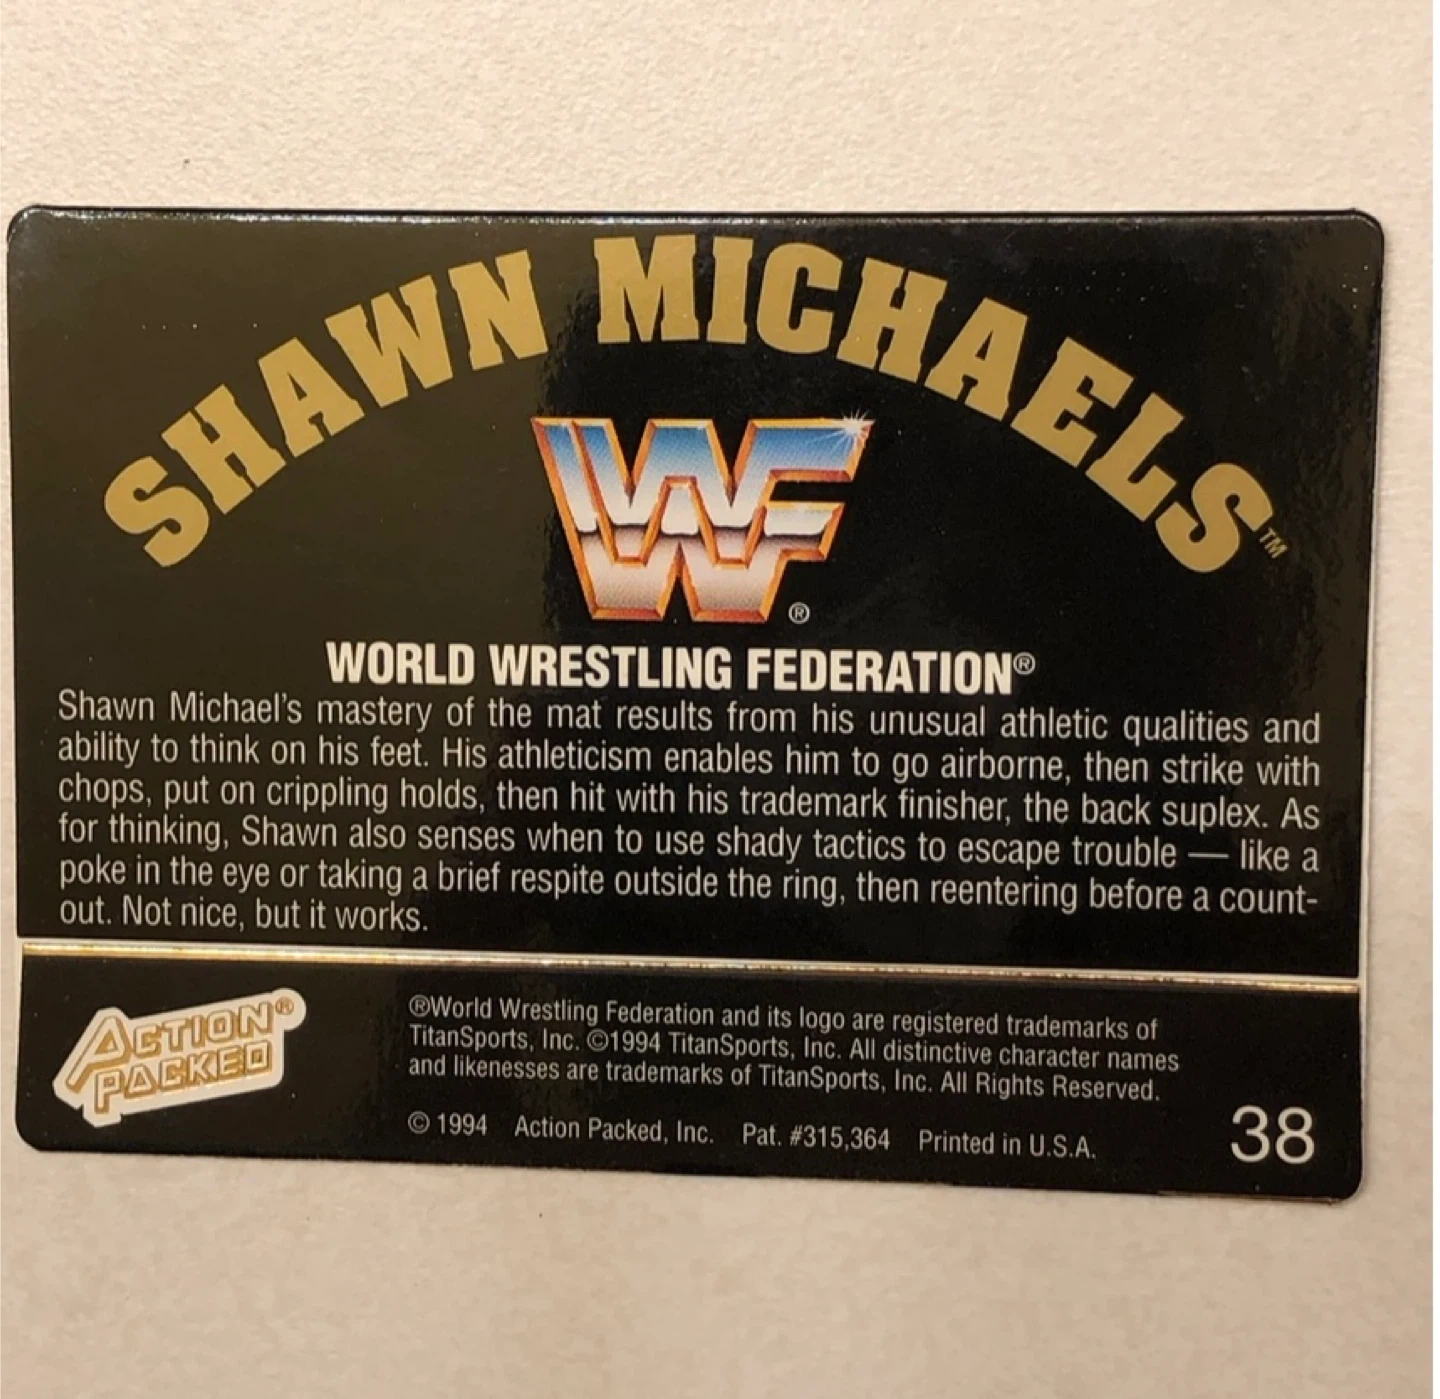 SHAWN MICHAELS™
WF®
WORLD WRESTLING FEDERATION®
Shawn Michael's mastery of the mat results from his unusual athletic qualities and
ability to think on his feet. His athleticism enables him to go airborne, then strike with
chops, put on crippling holds, then hit with his trademark finisher, the back suplex. As
for thinking, Shawn also senses when to use shady tactics to escape trouble — like a
poke in the eye or taking a brief respite outside the ring, then reentering before a count-
out. Not nice, but it works.
ACTION®
PACKED
®World Wrestling Federation and its logo are registered trademarks of
TitanSports, Inc. ©1994 TitanSports, Inc. All distinctive character names
and likenesses are trademarks of TitanSports, Inc. All Rights Reserved.
© 1994 Action Packed, Inc. Pat. #315,364 Printed in U.S.A.
38